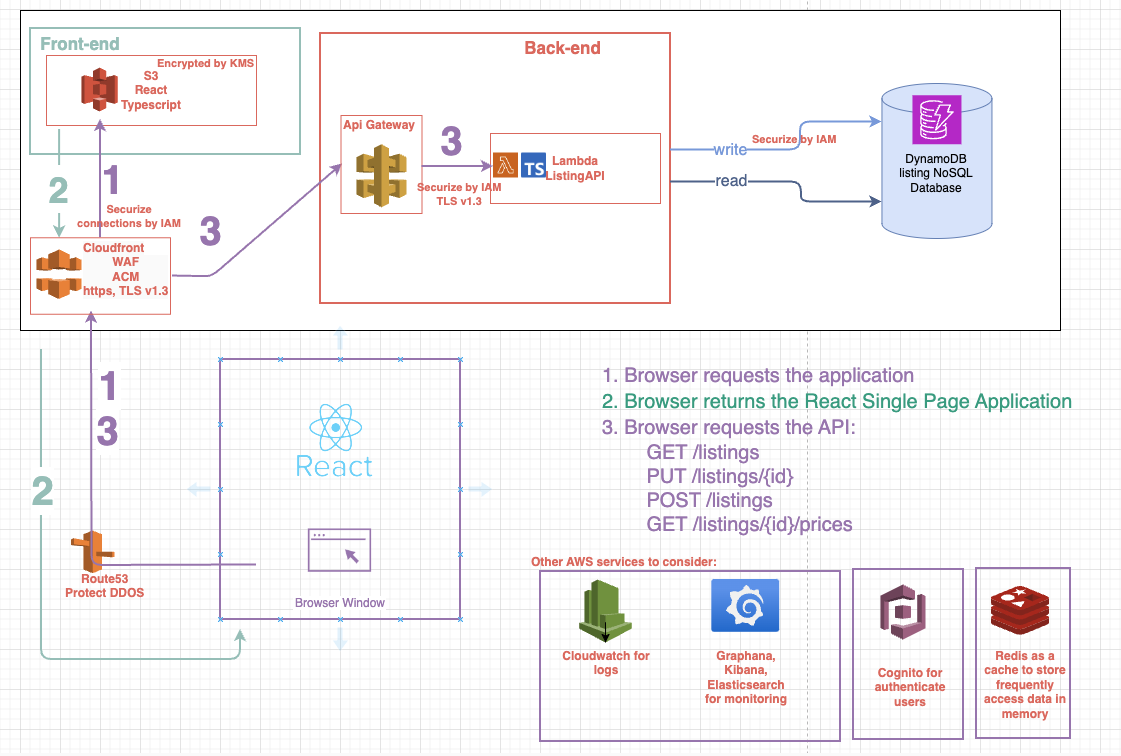 Front-end
Encrypted by KMS
S3
React
Typescript
1
2
Securize
connections by IAM
Cloudfront
WAF
ACM
https, TLS v1.3
3
Back-end
Api Gateway
3
Securize by IAM
TLS v1.3
TS
Lambda
ListingAPI
write
Securize by IAM
read
DynamoDB
listing NoSQL
Database
1
3
2
Route53
Protect DDOS
React
Browser Window
1. Browser requests the application
2. Browser returns the React Single Page Application
3. Browser requests the API:
GET /listings
PUT /listings/{id}
POST /listings
GET /listings/{id}/prices
Other AWS services to consider:
Cloudwatch for
logs
Graphana,
Kibana,
Elasticsearch
for monitoring
Cognito for
authenticate
users
Redis as a
cache to store
frequently
access data in
memory